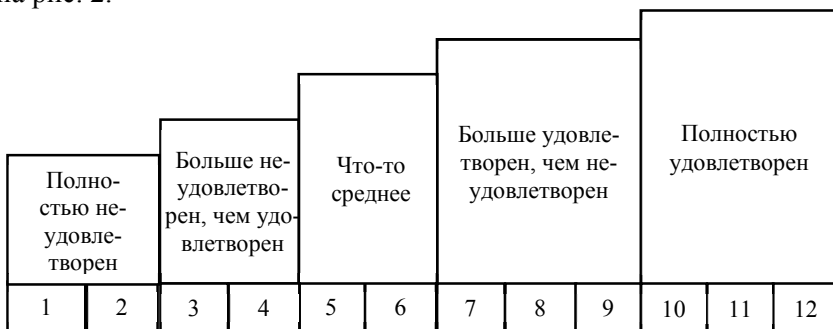 на рис. 2.
Полно-
стью не-
удовле-
творен
Больше не-
удовлетво-
рен, чем удо-
влетворен
Что-то
среднее
Больше удовле-
творен, чем не-
удовлетворен
Полностью
удовлетворен
1 2 3 4 5 6 7 8 9 10 11 12